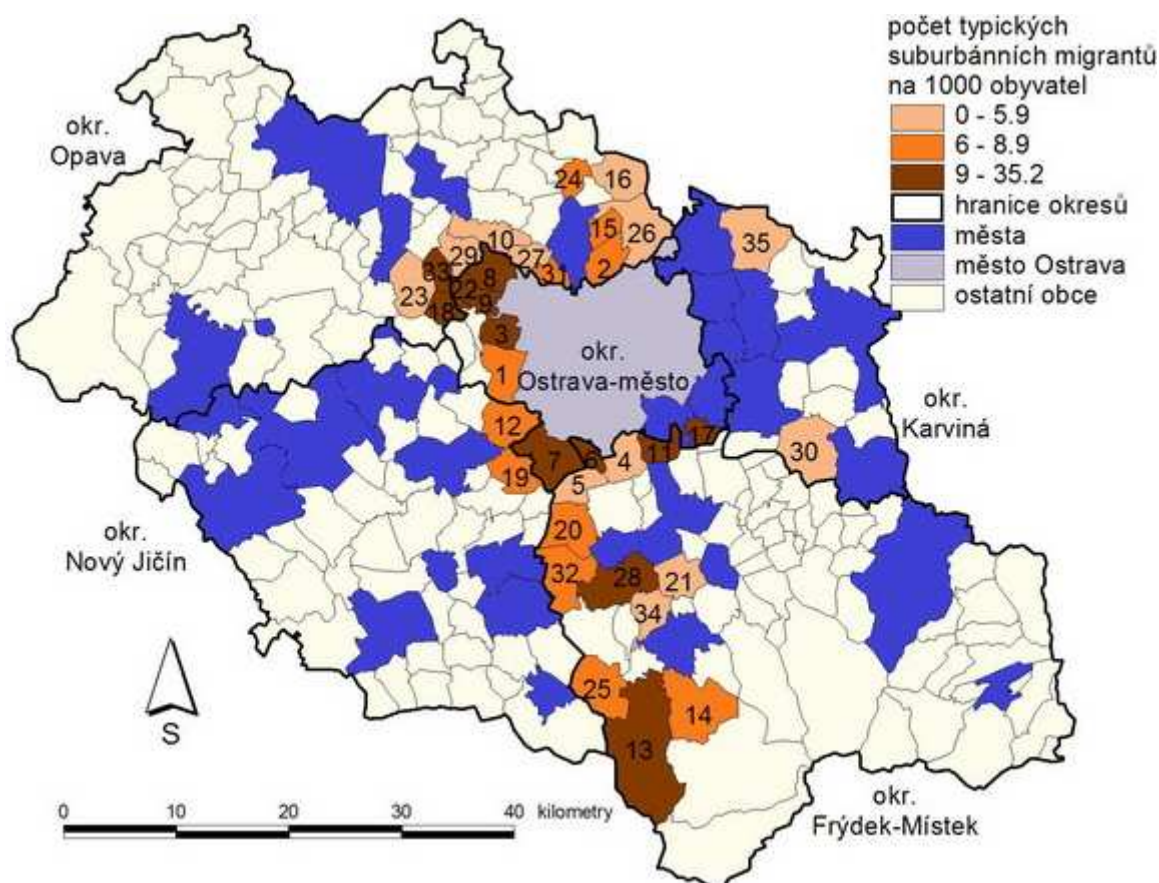 počet typických
suburbánních migrantů
na 1000 obyvatel
0 - 5.9
6 - 8.9
9 - 35.2
hranice okresů
města
město Ostrava
ostatní obce
okr.
Opava
24
16
15
26
35
10
29
27
31
2
33
8
23
22
9
18
3
okr.
Ostrava-město
1
12
17
okr.
Karviná
11
30
7
6
4
19
5
20
okr.
Nový Jičín
32
28
21
34
25
14
13
S
0 10 20 30 40 kilometry
okr.
Frýdek-Místek